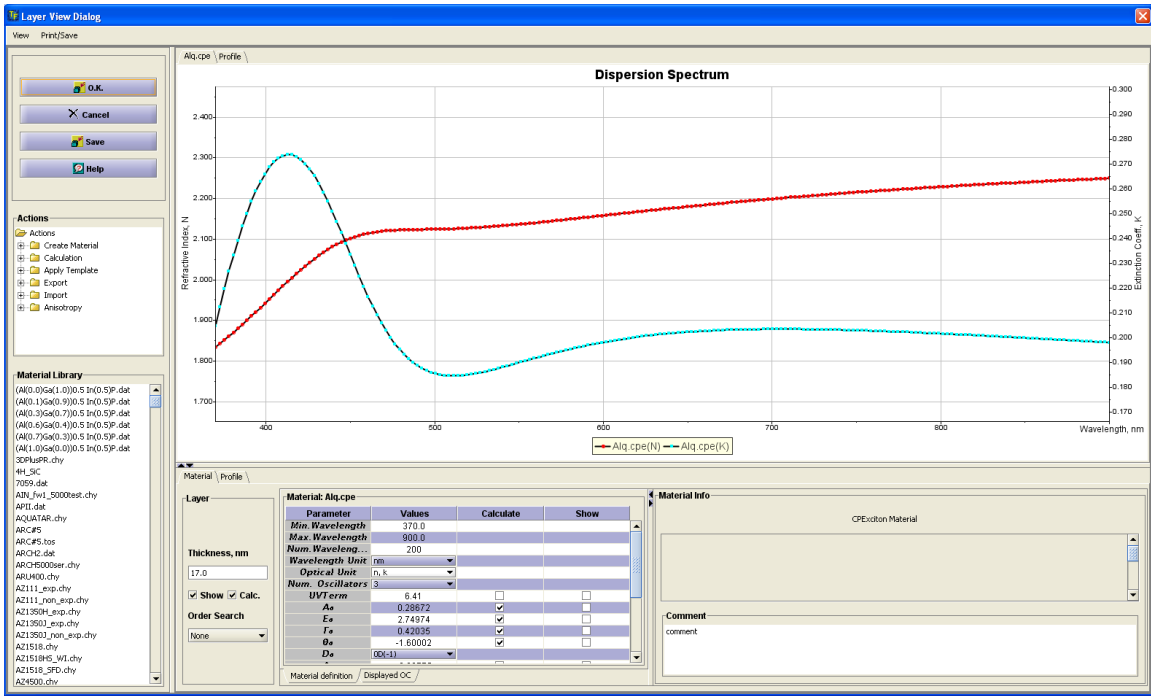 Layer View Dialog
View Print/Save
O.K.
Cancel
Save
Help
Actions
Actions
Create Material
Calculation
Apply Template
Export
Import
Anisotropy
Material Library
(Al(0.0)Ga(1.0))0.5 In(0.5)P.dat
(Al(0.1)Ga(0.9))0.5 In(0.5)P.dat
(Al(0.3)Ga(0.7))0.5 In(0.5)P.dat
(Al(0.6)Ga(0.4))0.5 In(0.5)P.dat
(Al(0.7)Ga(0.3))0.5 In(0.5)P.dat
(Al(1.0)Ga(0.0))0.5 In(0.5)P.dat
3DPlusPR.chy
4H_SiC
7059.dat
AIN_fw1_5000test.chy
APII.dat
AQUATAR.chy
ARC#5
ARC#5.tos
ARCH2.dat
ARCH5000ser.chy
ARU400.chy
AZ111_exp.chy
AZ111_non_exp.chy
AZ1350H_exp.chy
AZ1350J_exp.chy
AZ1350J_non_exp.chy
AZ1518.chy
AZ1518HS_WI.chy
AZ1518_SFD.chy
AZ4500.chy
Alq.cpe Profile
Dispersion Spectrum
Refractive Index, N
2.400
2.300
2.200
2.100
2.000
1.900
1.800
1.700
0.300
0.290
0.280
0.270
0.260
0.250
0.240
0.230
0.220
0.210
0.200
0.190
0.180
0.170
Extinction Coeff., K
400 500 600 700 800 Wavelength, nm
Alq.cpe(N) Alq.cpe(K)
Material Profile
Layer
Thickness, nm
17.0
Show Calc.
Order Search
None
Material: Alq.cpe
Parameter Values Calculate Show
Min.Wavelength 370.0
Max.Wavelength 900.0
Num.Waveleng... 200
Wavelength Unit nm
Optical Unit n, k
Num. Oscillators 3
UVTerm 6.41
A₀ 0.28672
E₀ 2.74974
Γ₀ 0.42035
θ₀ -1.60002
D₀ 0D(-1)
Material definition Displayed OC
Material Info
CPExciton Material
Comment
comment